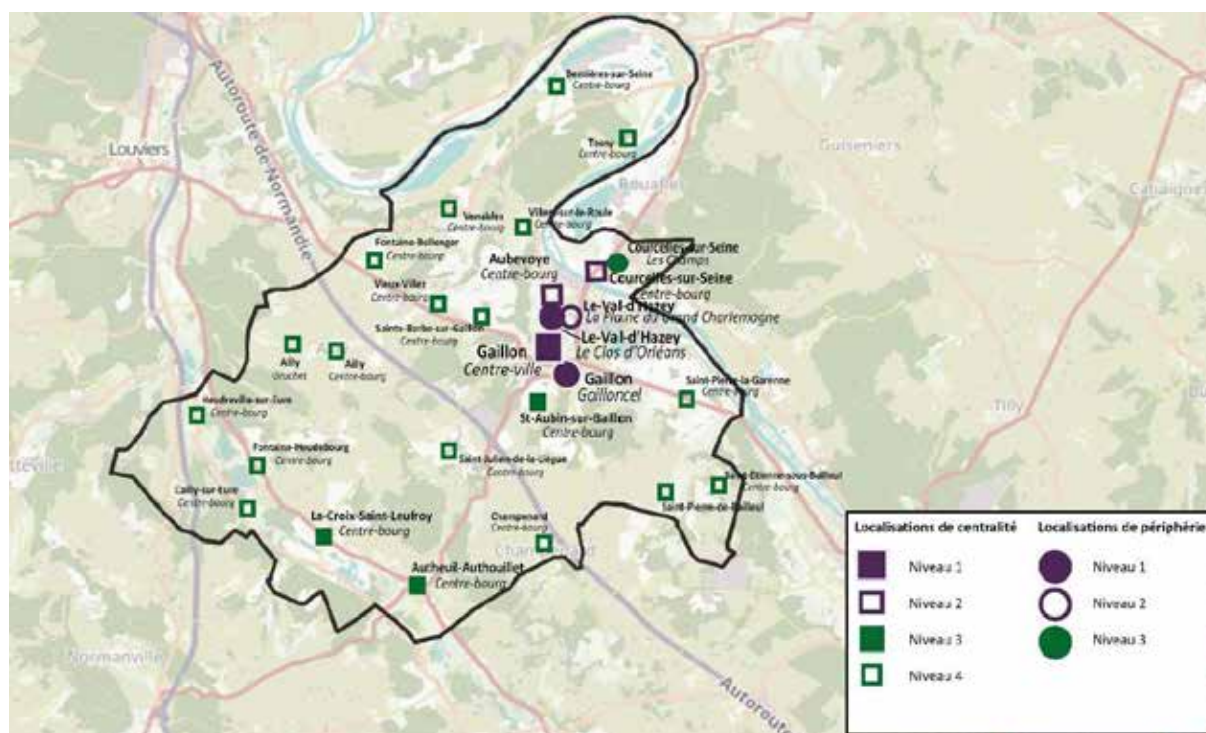 Bernières-sur-Seine
Centre-bourg
Tosny
Centre-bourg
Louviers
Autoroute de Normandie
Guiseniers
Venables
Centre-bourg
Villers-sur-le-Roule
Centre-bourg
Fontaine-Bellenger
Centre-bourg
Aubevoye
Centre-bourg
Courcelles-sur-Seine
Les Champs
Courcelles-sur-Seine
Centre-bourg
Vieux-Villez
Centre-bourg
Le-Val-d'Hazey
La Plaine du Grand Charlemagne
Sainte-Barbe-sur-Gaillon
Le-Val-d'Hazey
Le Clos d'Orléans
Gaillon
Centre-ville
Ailly
Gruchet
Ailly
Centre-bourg
Gaillon
Gailloncel
Saint-Pierre-la-Garenne
Centre-bourg
Heudreville-sur-Eure
Centre-bourg
St-Aubin-sur-Gaillon
Centre-bourg
Tilly
Fontaine-Heudebourg
Centre-bourg
Saint-Julien-de-la-Liègue
Centre-bourg
Cailly-sur-Eure
Centre-bourg
Saint-Etienne-sous-Bailleul
Centre-bourg
Saint-Pierre-de-Bailleul
La-Croix-Saint-Leufroy
Centre-bourg
Champenard
Centre-bourg
Autheuil-Authouillet
Centre-bourg
Normanville
Autoroute
Localisations de centralité
Niveau 1
Niveau 2
Niveau 3
Niveau 4
Localisations de périphérie
Niveau 1
Niveau 2
Niveau 3